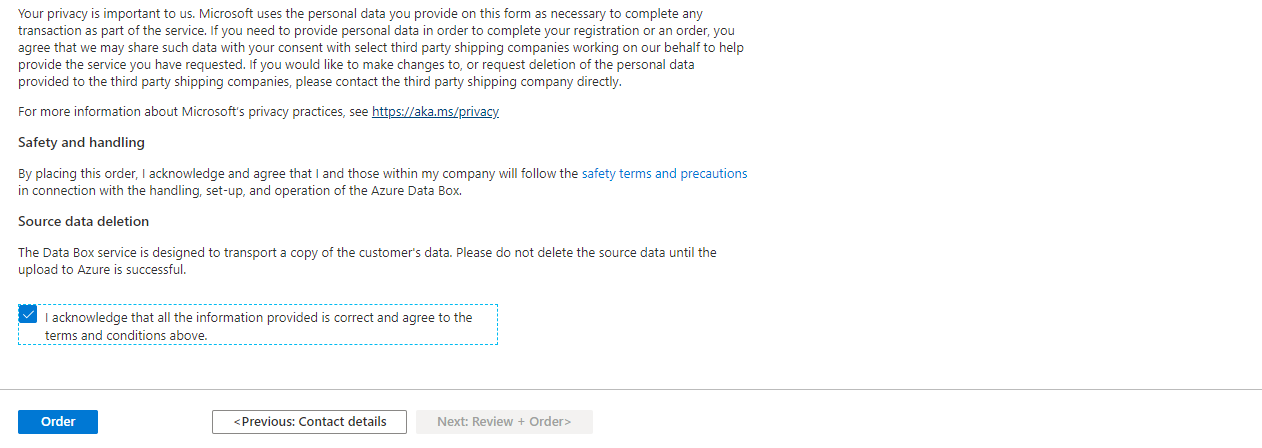 Your privacy is important to us. Microsoft uses the personal data you provide on this form as necessary to complete any
transaction as part of the service. If you need to provide personal data in order to complete your registration or an order, you
agree that we may share such data with your consent with select third party shipping companies working on our behalf to help
provide the service you have requested. If you would like to make changes to, or request deletion of the personal data
provided to the third party shipping companies, please contact the third party shipping company directly.
For more information about Microsoft's privacy practices, see https://aka.ms/privacy
Safety and handling
By placing this order, I acknowledge and agree that I and those within my company will follow the safety terms and precautions
in connection with the handling, set-up, and operation of the Azure Data Box.
Source data deletion
The Data Box service is designed to transport a copy of the customer's data. Please do not delete the source data until the
upload to Azure is successful.
I acknowledge that all the information provided is correct and agree to the
terms and conditions above.
Order <Previous: Contact details Next: Review + Order>